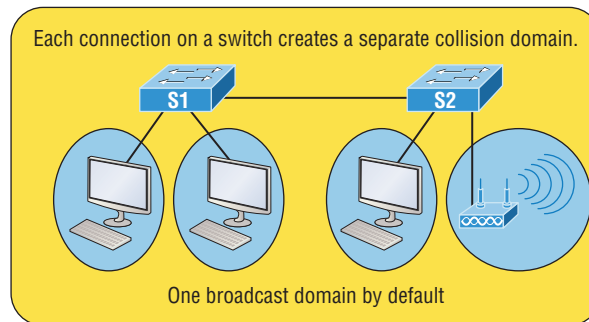 Each connection on a switch creates a separate collision domain.
S1
S2
One broadcast domain by default